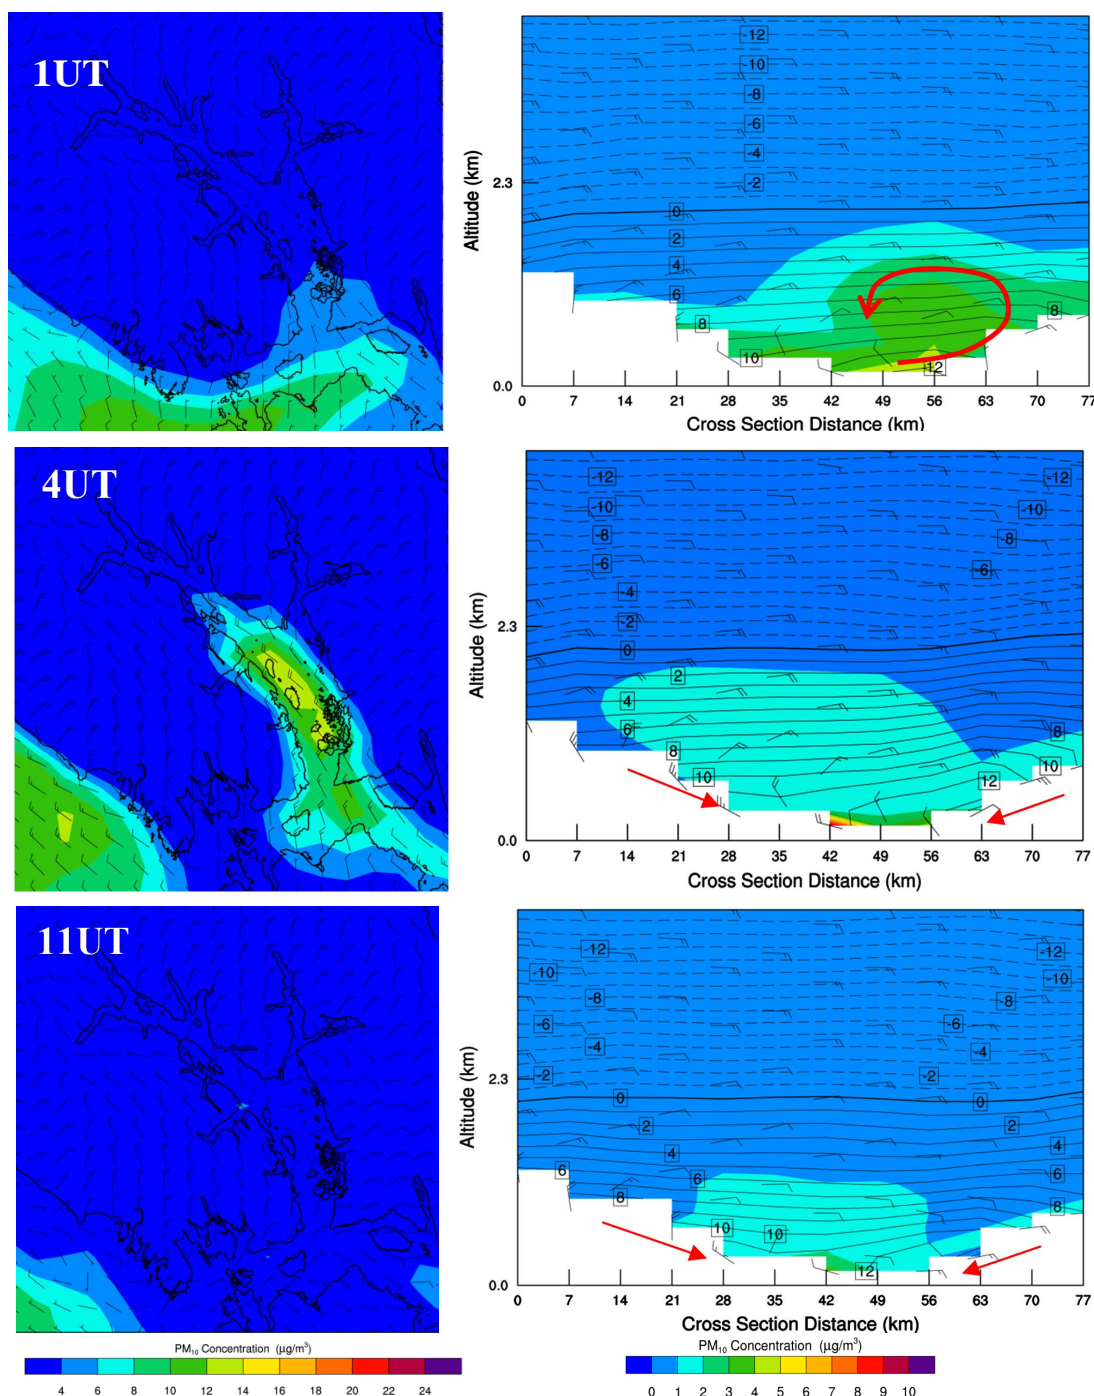 1UT
-12
-10
-8
-6
-4
-2
0
2
4
6
8
8
10
12
Altitude (km)
2.3
0.0
0 7 14 21 28 35 42 49 56 63 70 77
Cross Section Distance (km)
4UT
-12 -12
-10 -10
-8 -8
-6 -6
-4
-2
0
2
4
6
8 8
10 10
12
Altitude (km)
2.3
0.0
0 7 14 21 28 35 42 49 56 63 70 77
Cross Section Distance (km)
11UT
-12 -12
-10 -10
-8 -8
-6 -6
-4 -4
-2 -2
0 0
2 2
4 4
6 6 6
8 8
10 10
12
Altitude (km)
2.3
0.0
0 7 14 21 28 35 42 49 56 63 70 77
Cross Section Distance (km)
PM₁₀ Concentration (µg/m³)
4 6 8 10 12 14 16 18 20 22 24
PM₁₀ Concentration (µg/m³)
0 1 2 3 4 5 6 7 8 9 10